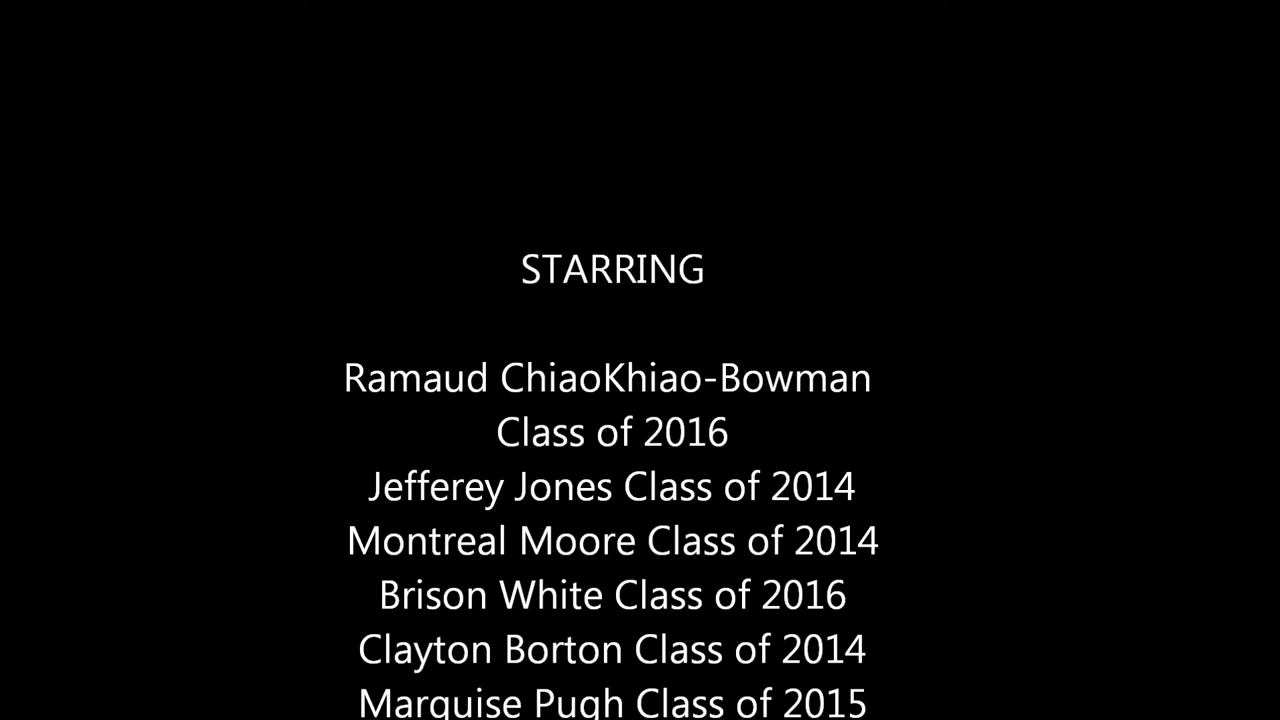 STARRING
Ramaud ChiaoKhiao-Bowman
Class of 2016
Jefferey Jones Class of 2014
Montreal Moore Class of 2014
Brison White Class of 2016
Clayton Borton Class of 2014
Marquise Pugh Class of 2015